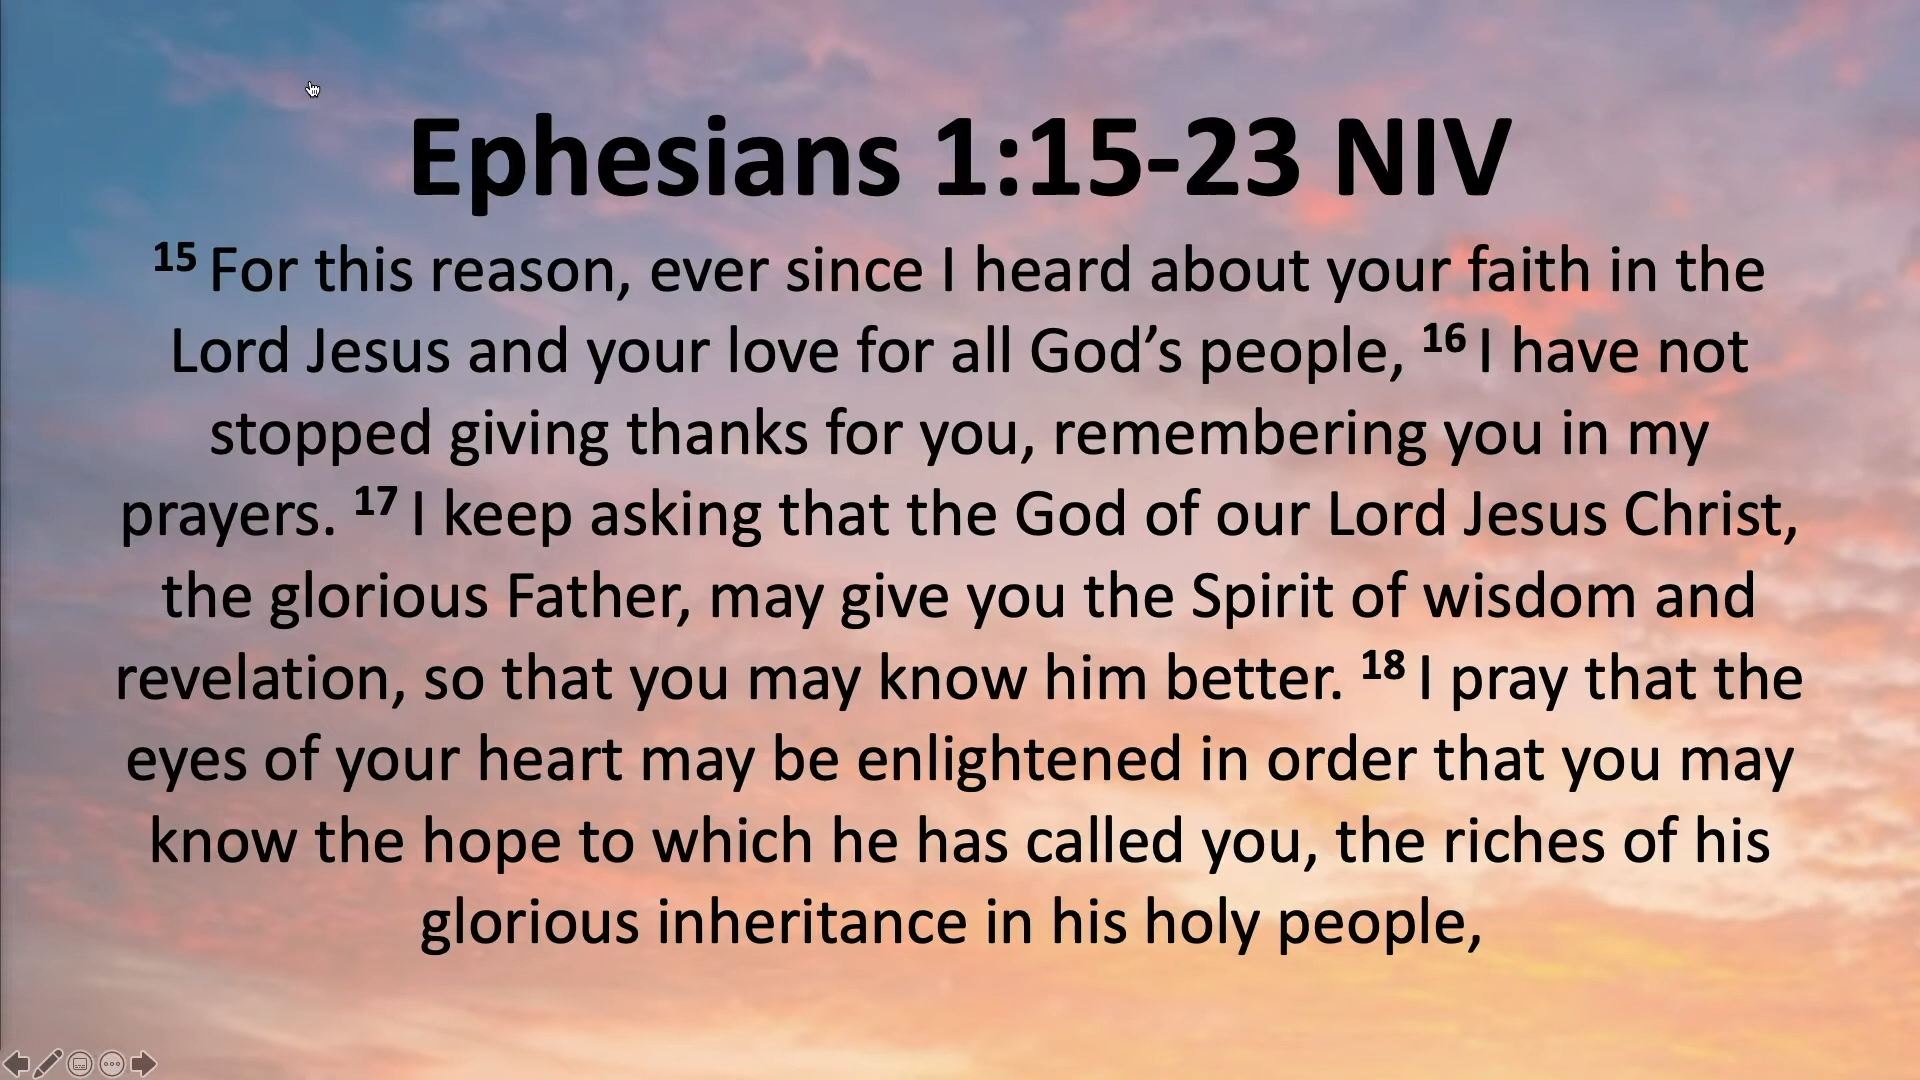 Ephesians 1:15-23 NIV
15 For this reason, ever since I heard about your faith in the
Lord Jesus and your love for all God’s people, 16 I have not
stopped giving thanks for you, remembering you in my
prayers. 17 I keep asking that the God of our Lord Jesus Christ,
the glorious Father, may give you the Spirit of wisdom and
revelation, so that you may know him better. 18 I pray that the
eyes of your heart may be enlightened in order that you may
know the hope to which he has called you, the riches of his
glorious inheritance in his holy people,